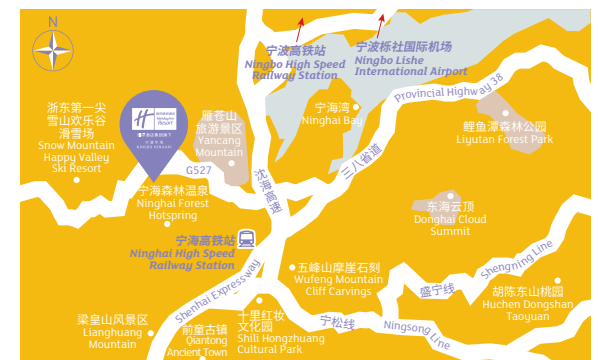 N
宁波高铁站
Ningbo High Speed
Railway Station
宁波栎社国际机场
Ningbo Lishe
International Airport
浙东第一尖
雪山欢乐谷
滑雪场
Snow Mountain
Happy Valley
Ski Resort
Holiday Inn
Resort
雁苍山
旅游景区
Yancang
Mountain
宁海湾
Ninghai Bay
Provincial Highway 38
三八省道
鲤鱼潭森林公园
Liyutan Forest Park
G527
沈海高速
宁海森林温泉
Ninghai Forest
Hotspring
东海云顶
Donghai Cloud
Summit
宁海高铁站
Ninghai High Speed
Railway Station
五峰山摩崖石刻
Wufeng Mountain
Cliff Carvings
Shenhai Expressway
盛宁线
Shengning Line
胡陈东山桃园
Huchen Dongshan
Taoyuan
梁皇山风景区
Lianghuang
Mountain
前童古镇
Qiantong
Ancient Town
十里红妆
文化园
Shili Hongzhuang
Cultural Park
宁松线
Ningsong Line